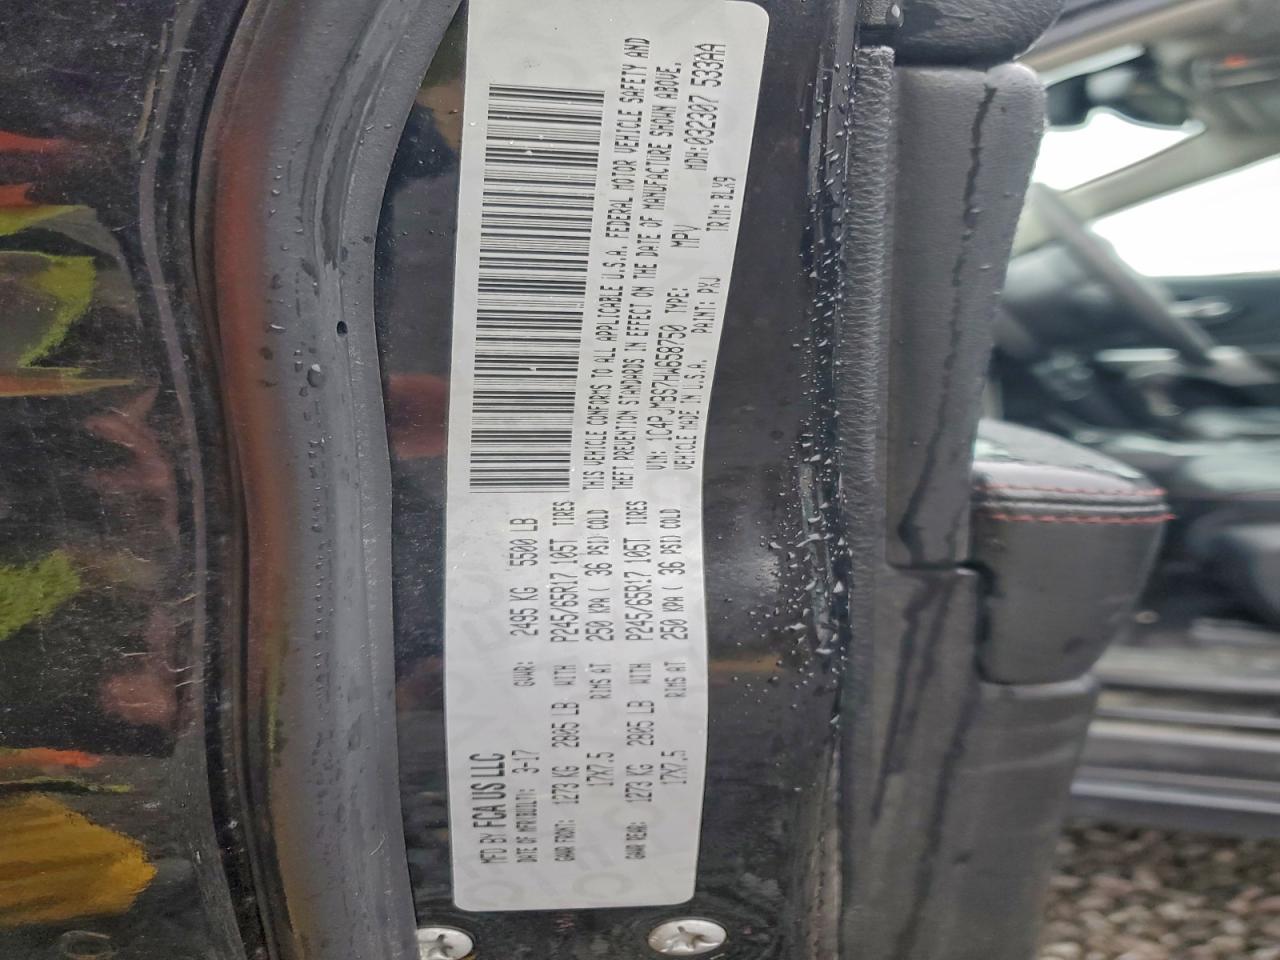 MFD BY FCA US LLC
DATE OF MFR(BUILT): 3-17 GVWR: 2495 KG 5500 LB
GAWR FRONT: 1273 KG 2805 LB WITH P245/65R17 105T TIRES
17X7.5 RIMS AT 250 KPA ( 36 PSI) COLD
GAWR REAR: 1273 KG 2805 LB WITH P245/65R17 105T TIRES
17X7.5 RIMS AT 250 KPA ( 36 PSI) COLD
THIS VEHICLE CONFORMS TO ALL APPLICABLE U.S.A. FEDERAL MOTOR VEHICLE SAFETY AND
THEFT PREVENTION STANDARDS IN EFFECT ON THE DATE OF MANUFACTURE SHOWN ABOVE.
VIN: 1C4PJMBS7HW658750 TYPE: MPV MDH: 032307 533AA
VEHICLE MADE IN U.S.A. PAINT: PXJ TRIM: BLX9